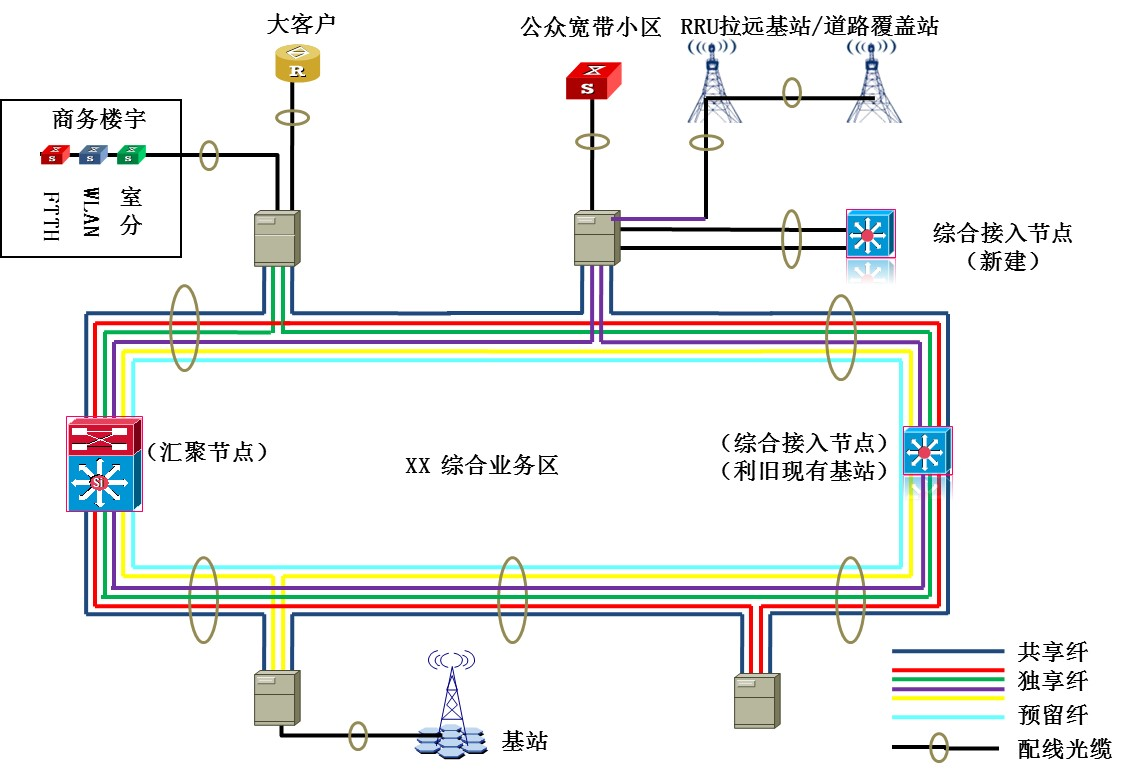 大客户
公众宽带小区
RRU拉远基站/道路覆盖站
商务楼宇
S
S
S
FTTH
WLAN
室分
R
S
综合接入节点
（新建）
（汇聚节点）
Si
XX 综合业务区
（综合接入节点）
（利旧现有基站）
基站
共享纤
独享纤
预留纤
配线光缆